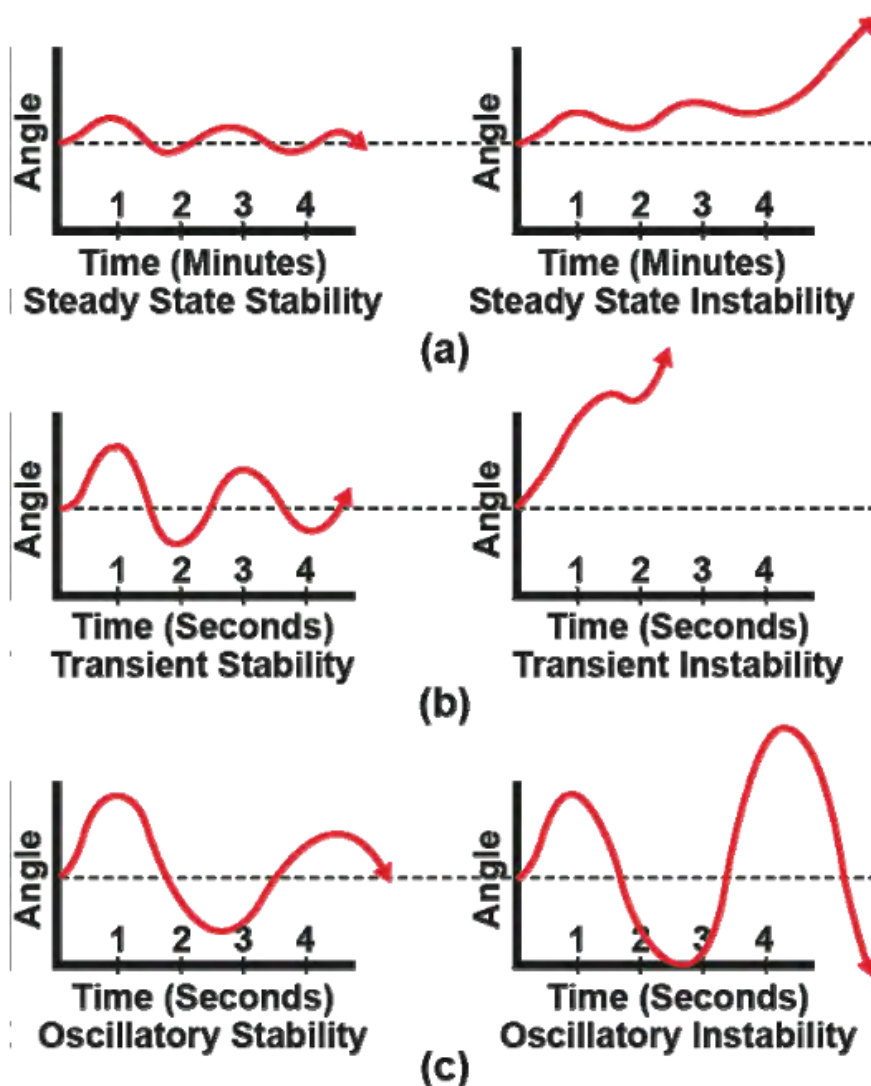 Angle
1 2 3 4
Time (Minutes)
Steady State Stability
Angle
1 2 3 4
Time (Minutes)
Steady State Instability
(a)
Angle
1 2 3 4
Time (Seconds)
Transient Stability
Angle
1 2 3 4
Time (Seconds)
Transient Instability
(b)
Angle
1 2 3 4
Time (Seconds)
Oscillatory Stability
Angle
1 2 3 4
Time (Seconds)
Oscillatory Instability
(c)